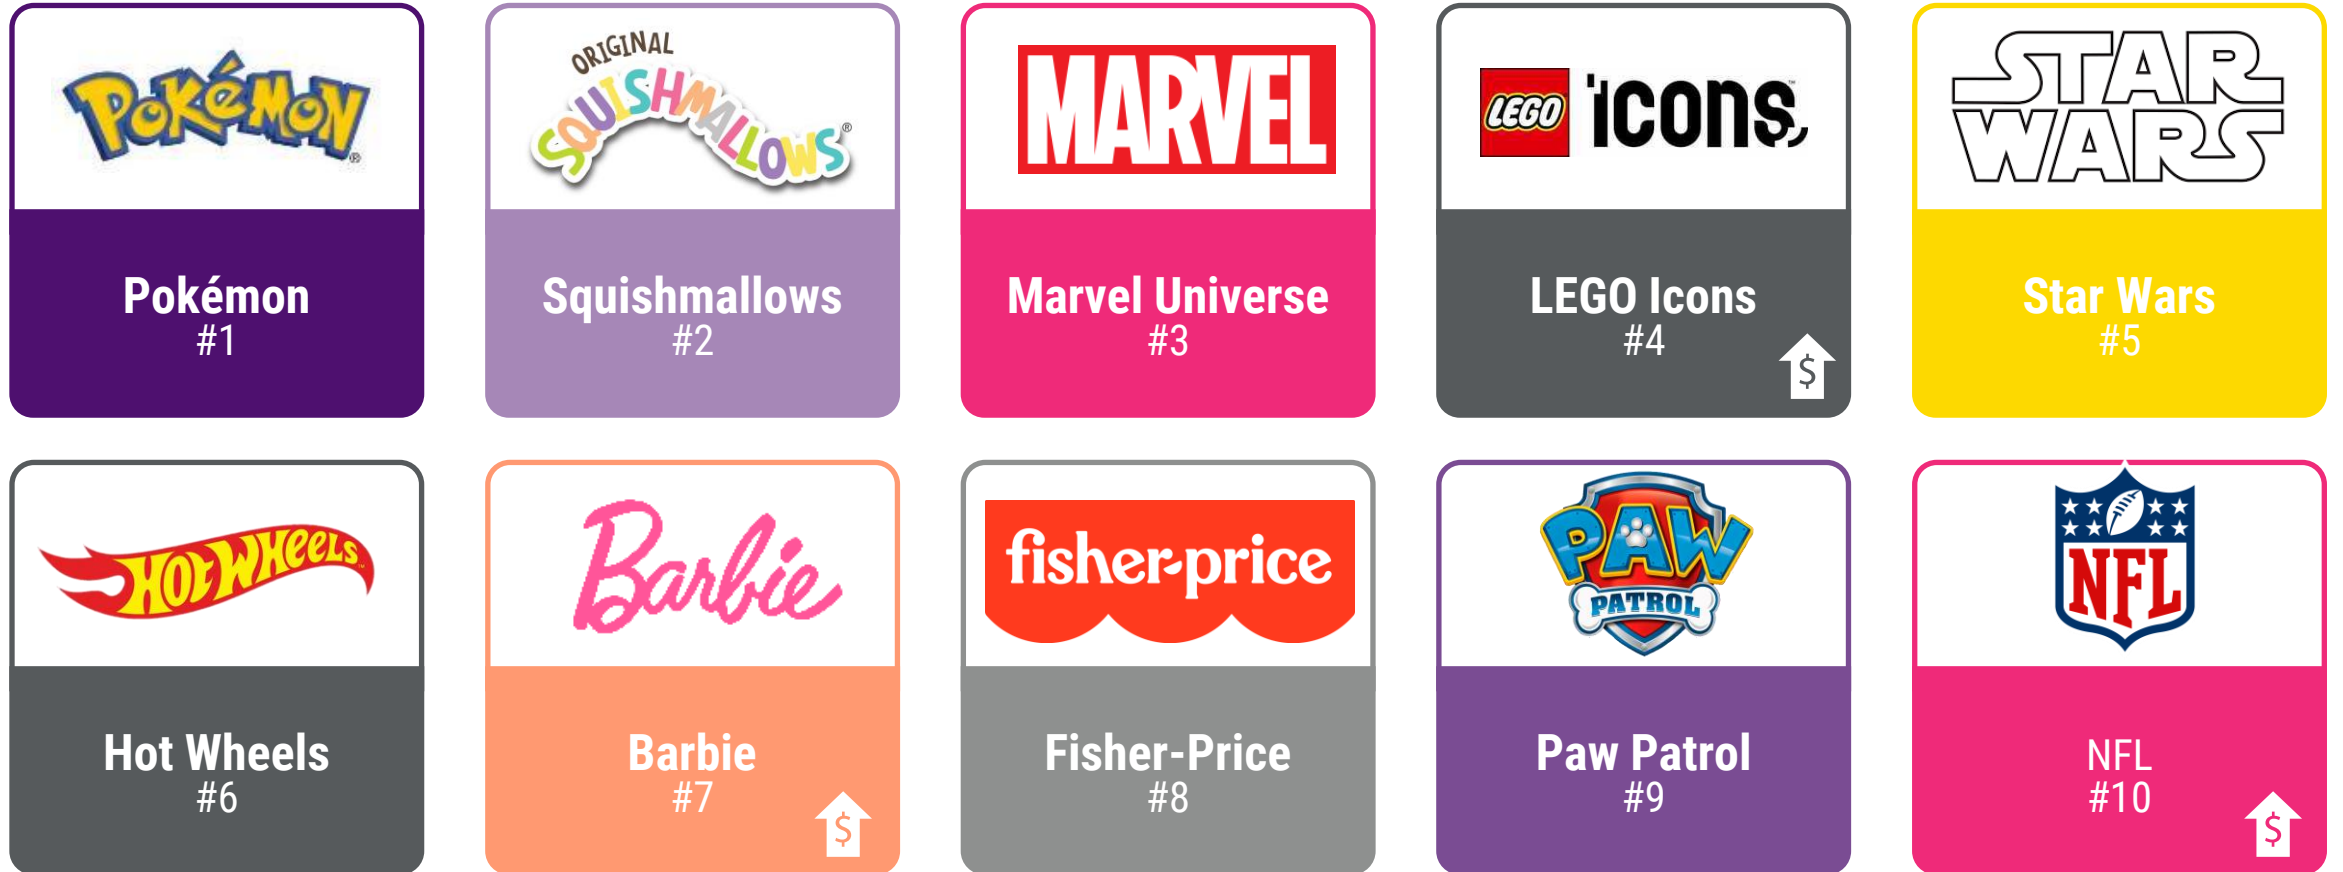 POKéMON®
ORIGINAL
SQUISHMALLOWS®
MARVEL
LEGO icons™
STAR
WARS
Pokémon
#1
Squishmallows
#2
Marvel Universe
#3
LEGO Icons
#4
$
Star Wars
#5
HOT WHEELS™
Barbie
fisher-price
PAW
PATROL
NFL
Hot Wheels
#6
Barbie
#7
$
Fisher-Price
#8
Paw Patrol
#9
NFL
#10
$